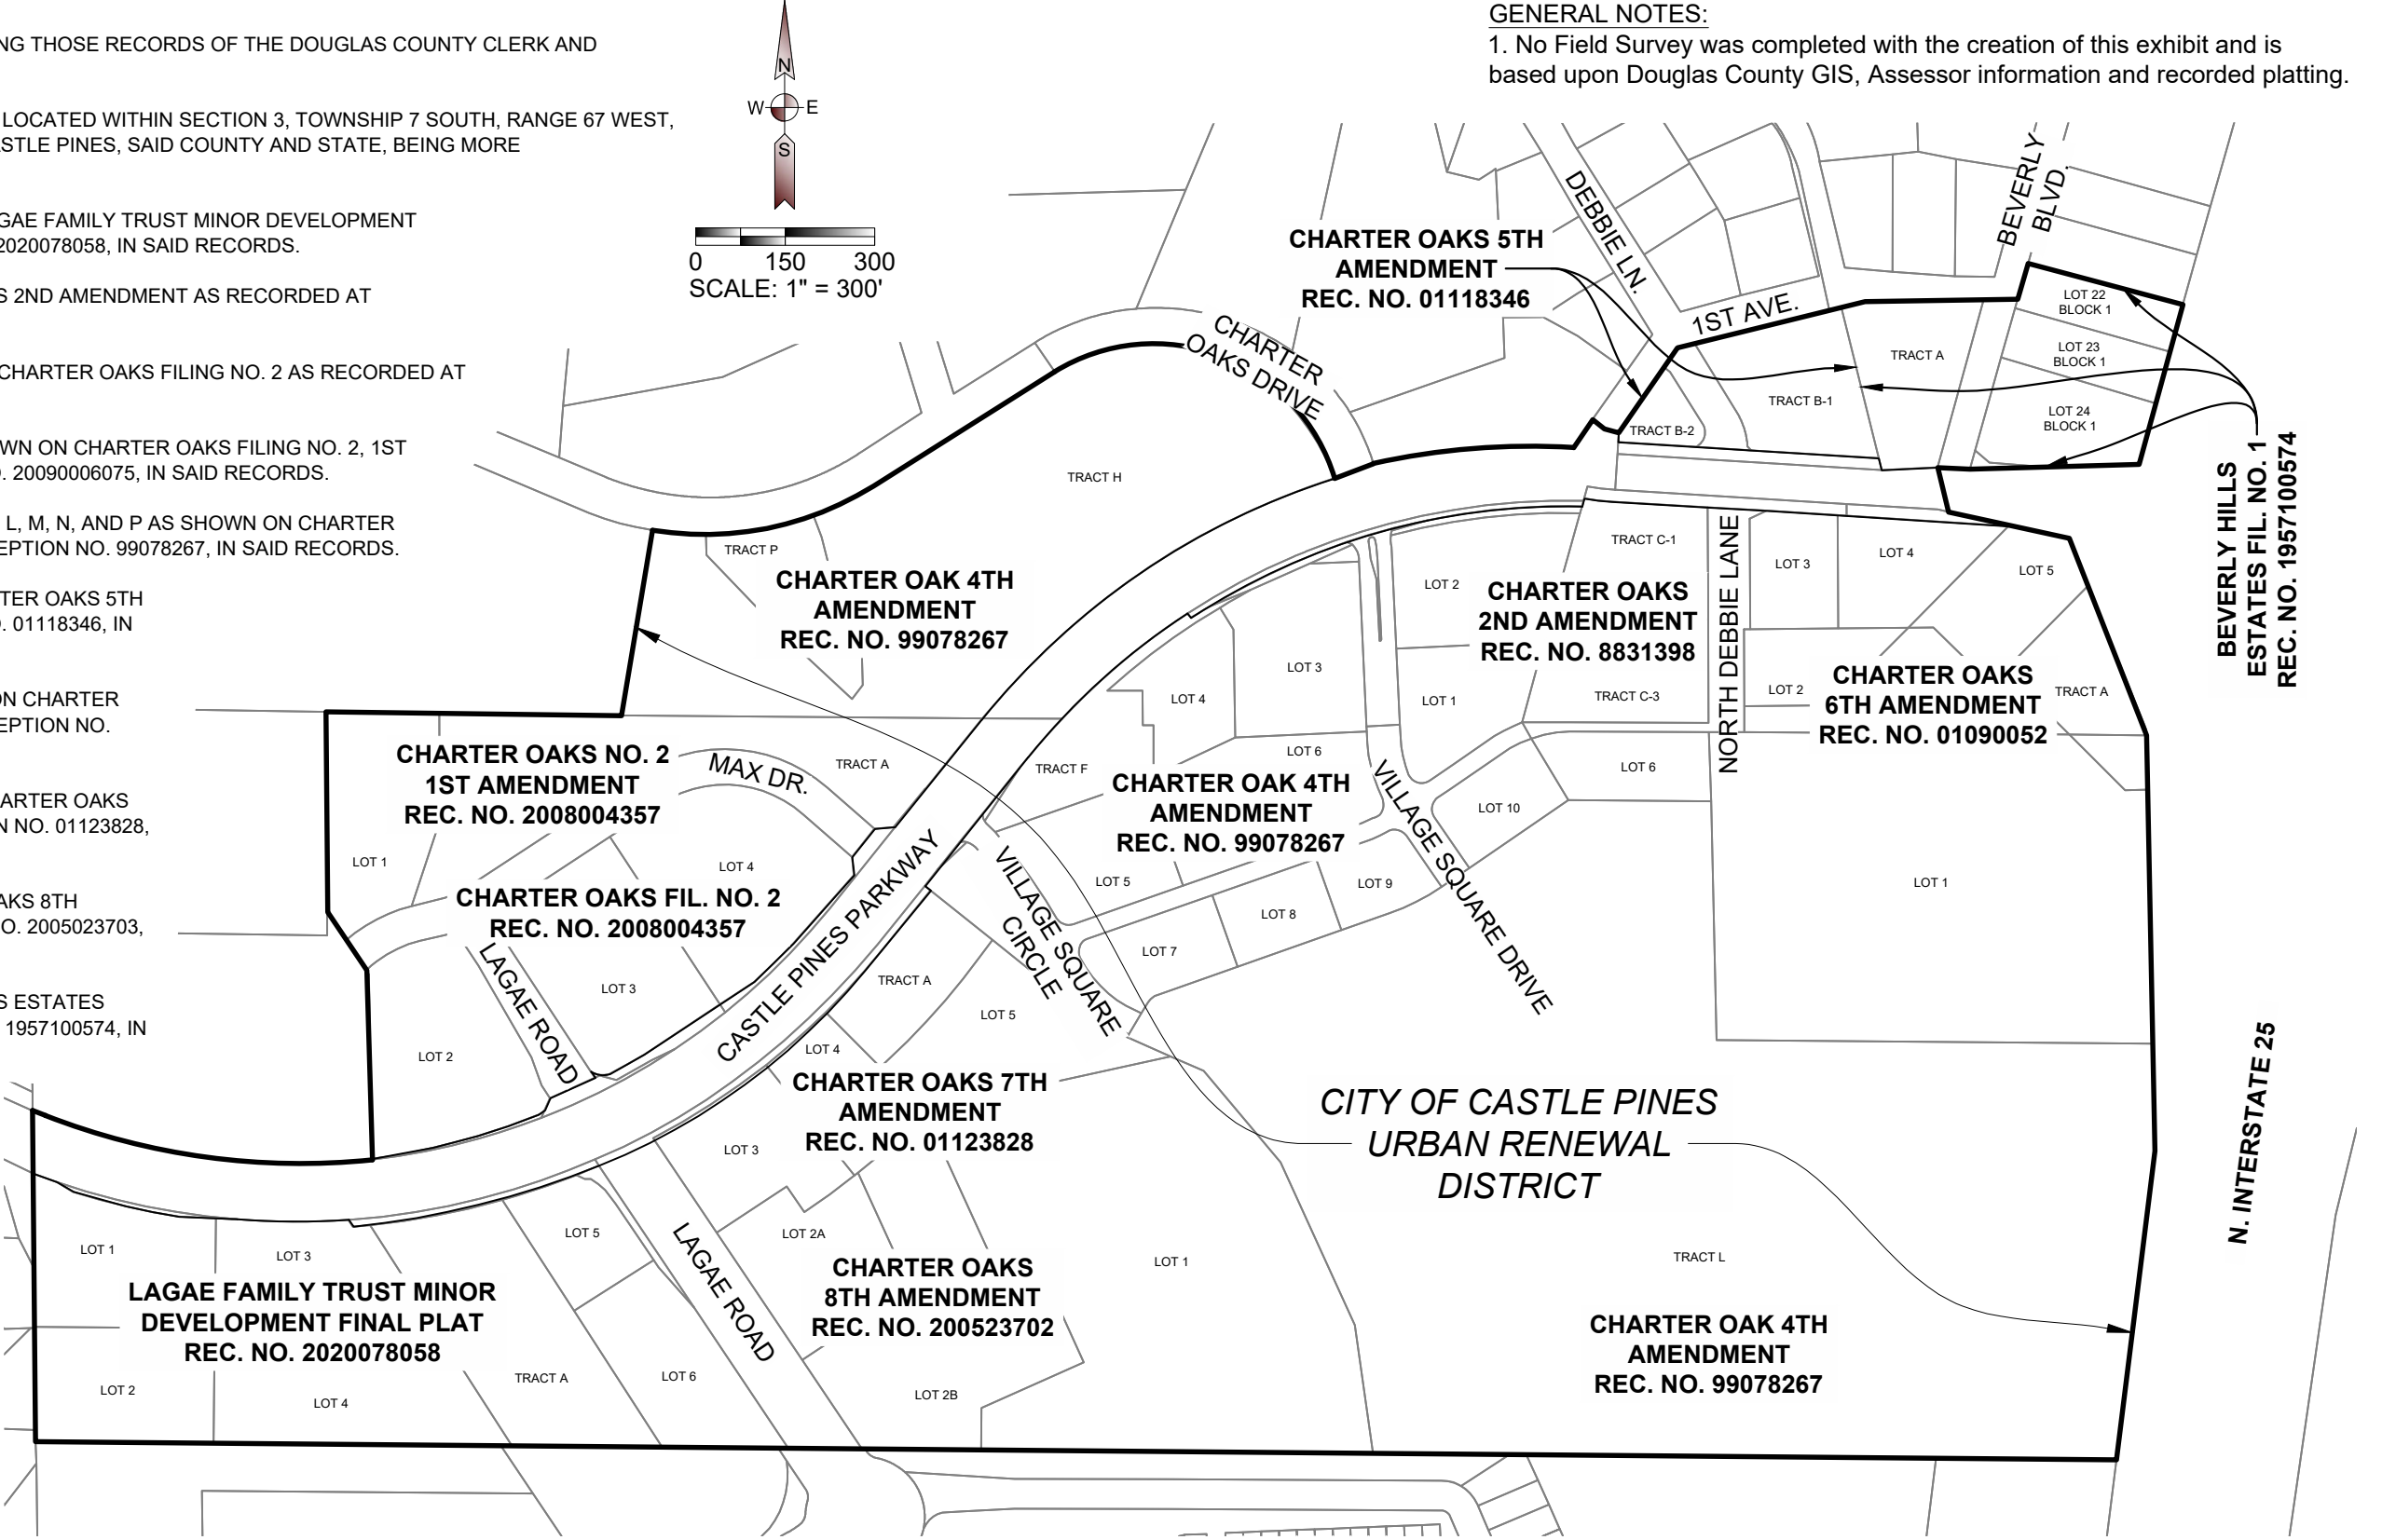 GENERAL NOTES:
1. No Field Survey was completed with the creation of this exhibit and is
based upon Douglas County GIS, Assessor information and recorded platting.
NG THOSE RECORDS OF THE DOUGLAS COUNTY CLERK AND
LOCATED WITHIN SECTION 3, TOWNSHIP 7 SOUTH, RANGE 67 WEST,
STLE PINES, SAID COUNTY AND STATE, BEING MORE
GAE FAMILY TRUST MINOR DEVELOPMENT
2020078058, IN SAID RECORDS.
S 2ND AMENDMENT AS RECORDED AT
CHARTER OAKS FILING NO. 2 AS RECORDED AT
WN ON CHARTER OAKS FILING NO. 2, 1ST
. 20090006075, IN SAID RECORDS.
L, M, N, AND P AS SHOWN ON CHARTER
EPTION NO. 99078267, IN SAID RECORDS.
TER OAKS 5TH
. 01118346, IN
ON CHARTER
EPTION NO.
ARTER OAKS
N NO. 01123828,
AKS 8TH
O. 2005023703,
S ESTATES
1957100574, IN
N
W E
S
0 150 300
SCALE: 1" = 300'
CHARTER OAKS 5TH
AMENDMENT
REC. NO. 01118346
DEBBIE LN.
BEVERLY
BLVD.
1ST AVE.
CHARTER
OAKS DRIVE
LOT 22
BLOCK 1
LOT 23
BLOCK 1
LOT 24
BLOCK 1
TRACT A
TRACT B-1
TRACT B-2
BEVERLY HILLS
ESTATES FIL. NO. 1
REC. NO. 1957100574
TRACT H
TRACT P
CHARTER OAK 4TH
AMENDMENT
REC. NO. 99078267
LOT 2
TRACT C-1
CHARTER OAKS
2ND AMENDMENT
REC. NO. 8831398
NORTH DEBBIE LANE
LOT 3
LOT 4
LOT 5
LOT 3
LOT 4
LOT 1
TRACT C-3
LOT 2
CHARTER OAKS
6TH AMENDMENT
REC. NO. 01090052
TRACT A
CHARTER OAKS NO. 2
1ST AMENDMENT
REC. NO. 2008004357
MAX DR.
TRACT A
TRACT F
LOT 6
CHARTER OAK 4TH
AMENDMENT
REC. NO. 99078267
LOT 6
LOT 10
VILLAGE SQUARE DRIVE
LOT 1
LOT 4
CHARTER OAKS FIL. NO. 2
REC. NO. 2008004357
CASTLE PINES PARKWAY
VILLAGE SQUARE
CIRCLE
LOT 5
LOT 9
LOT 8
LOT 7
LOT 1
LAGAE ROAD
LOT 3
LOT 2
TRACT A
LOT 5
LOT 4
CHARTER OAKS 7TH
AMENDMENT
REC. NO. 01123828
LOT 3
CITY OF CASTLE PINES
URBAN RENEWAL
DISTRICT
N. INTERSTATE 25
LOT 1
LOT 3
LOT 5
LOT 2A
LAGAE FAMILY TRUST MINOR
DEVELOPMENT FINAL PLAT
REC. NO. 2020078058
LAGAE ROAD
CHARTER OAKS
8TH AMENDMENT
REC. NO. 200523702
LOT 1
TRACT L
CHARTER OAK 4TH
AMENDMENT
REC. NO. 99078267
LOT 2
LOT 4
TRACT A
LOT 6
LOT 2B